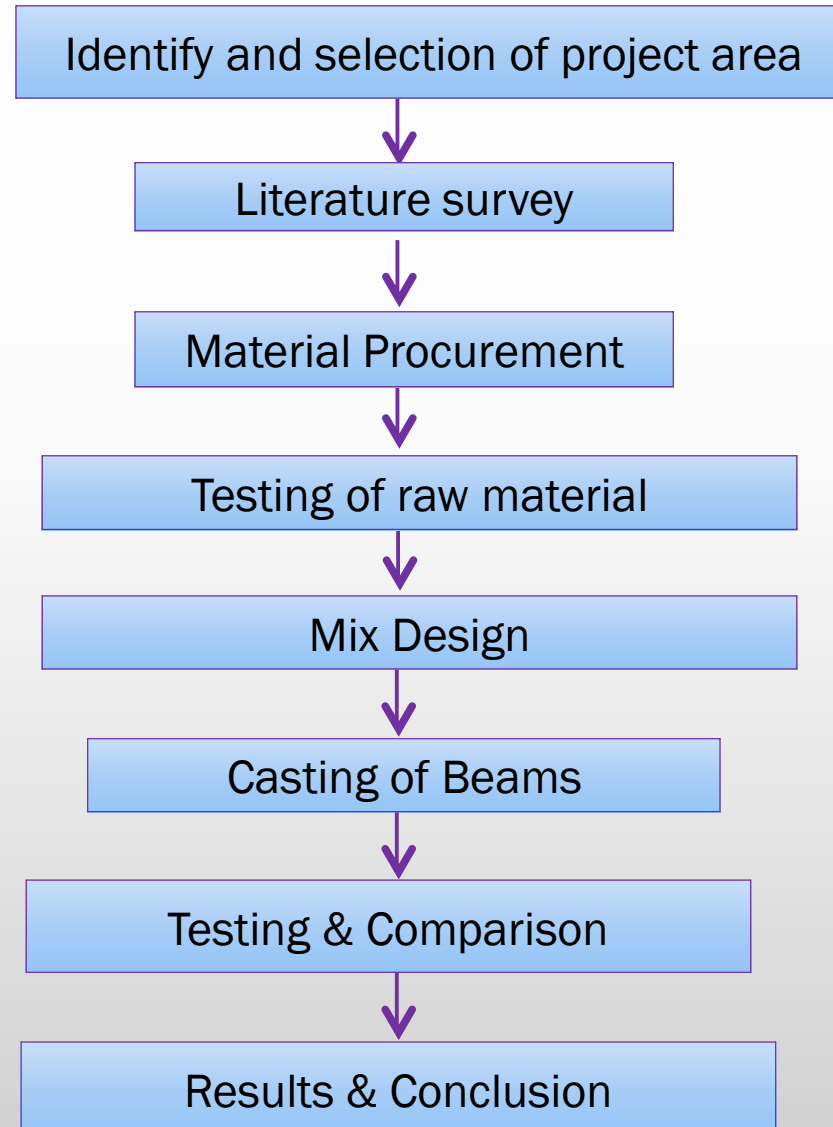 Identify and selection of project area
Literature survey
Material Procurement
Testing of raw material
Mix Design
Casting of Beams
Testing & Comparison
Results & Conclusion